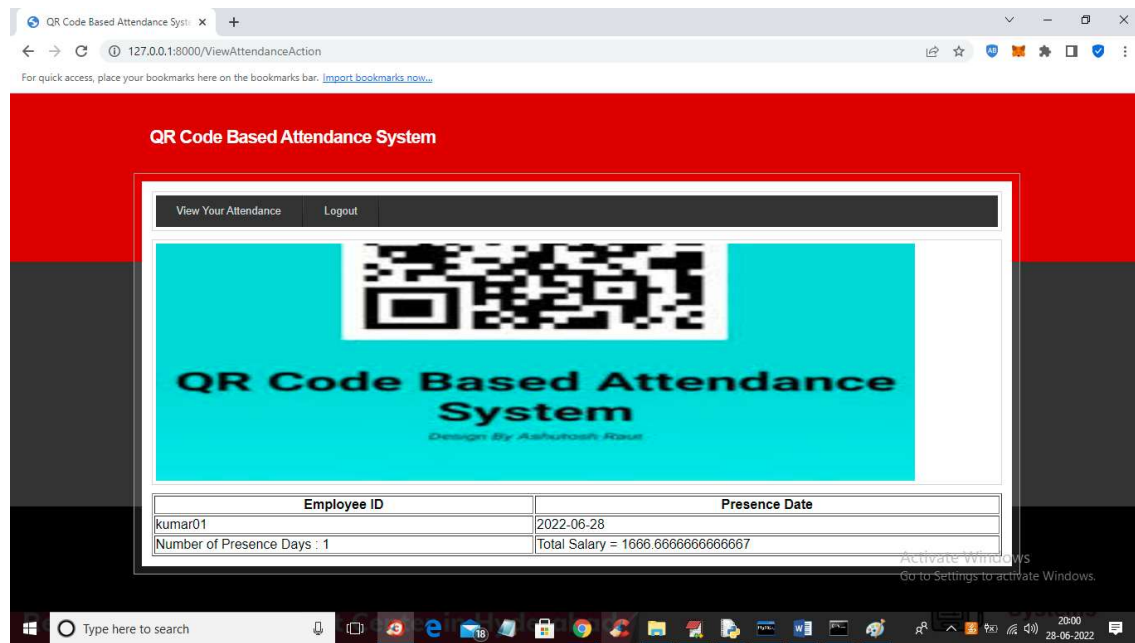 QR Code Based Attendance Syst
127.0.0.1:8000/ViewAttendanceAction
For quick access, place your bookmarks here on the bookmarks bar. Import bookmarks now...
QR Code Based Attendance System
View Your Attendance Logout
QR Code Based Attendance
System
Design By Ashutosh Raut
Employee ID Presence Date
kumar01 2022-06-28
Number of Presence Days : 1 Total Salary = 1666.6666666666667
Activate Windows
Go to Settings to activate Windows.
Type here to search
18
20:00
28-06-2022